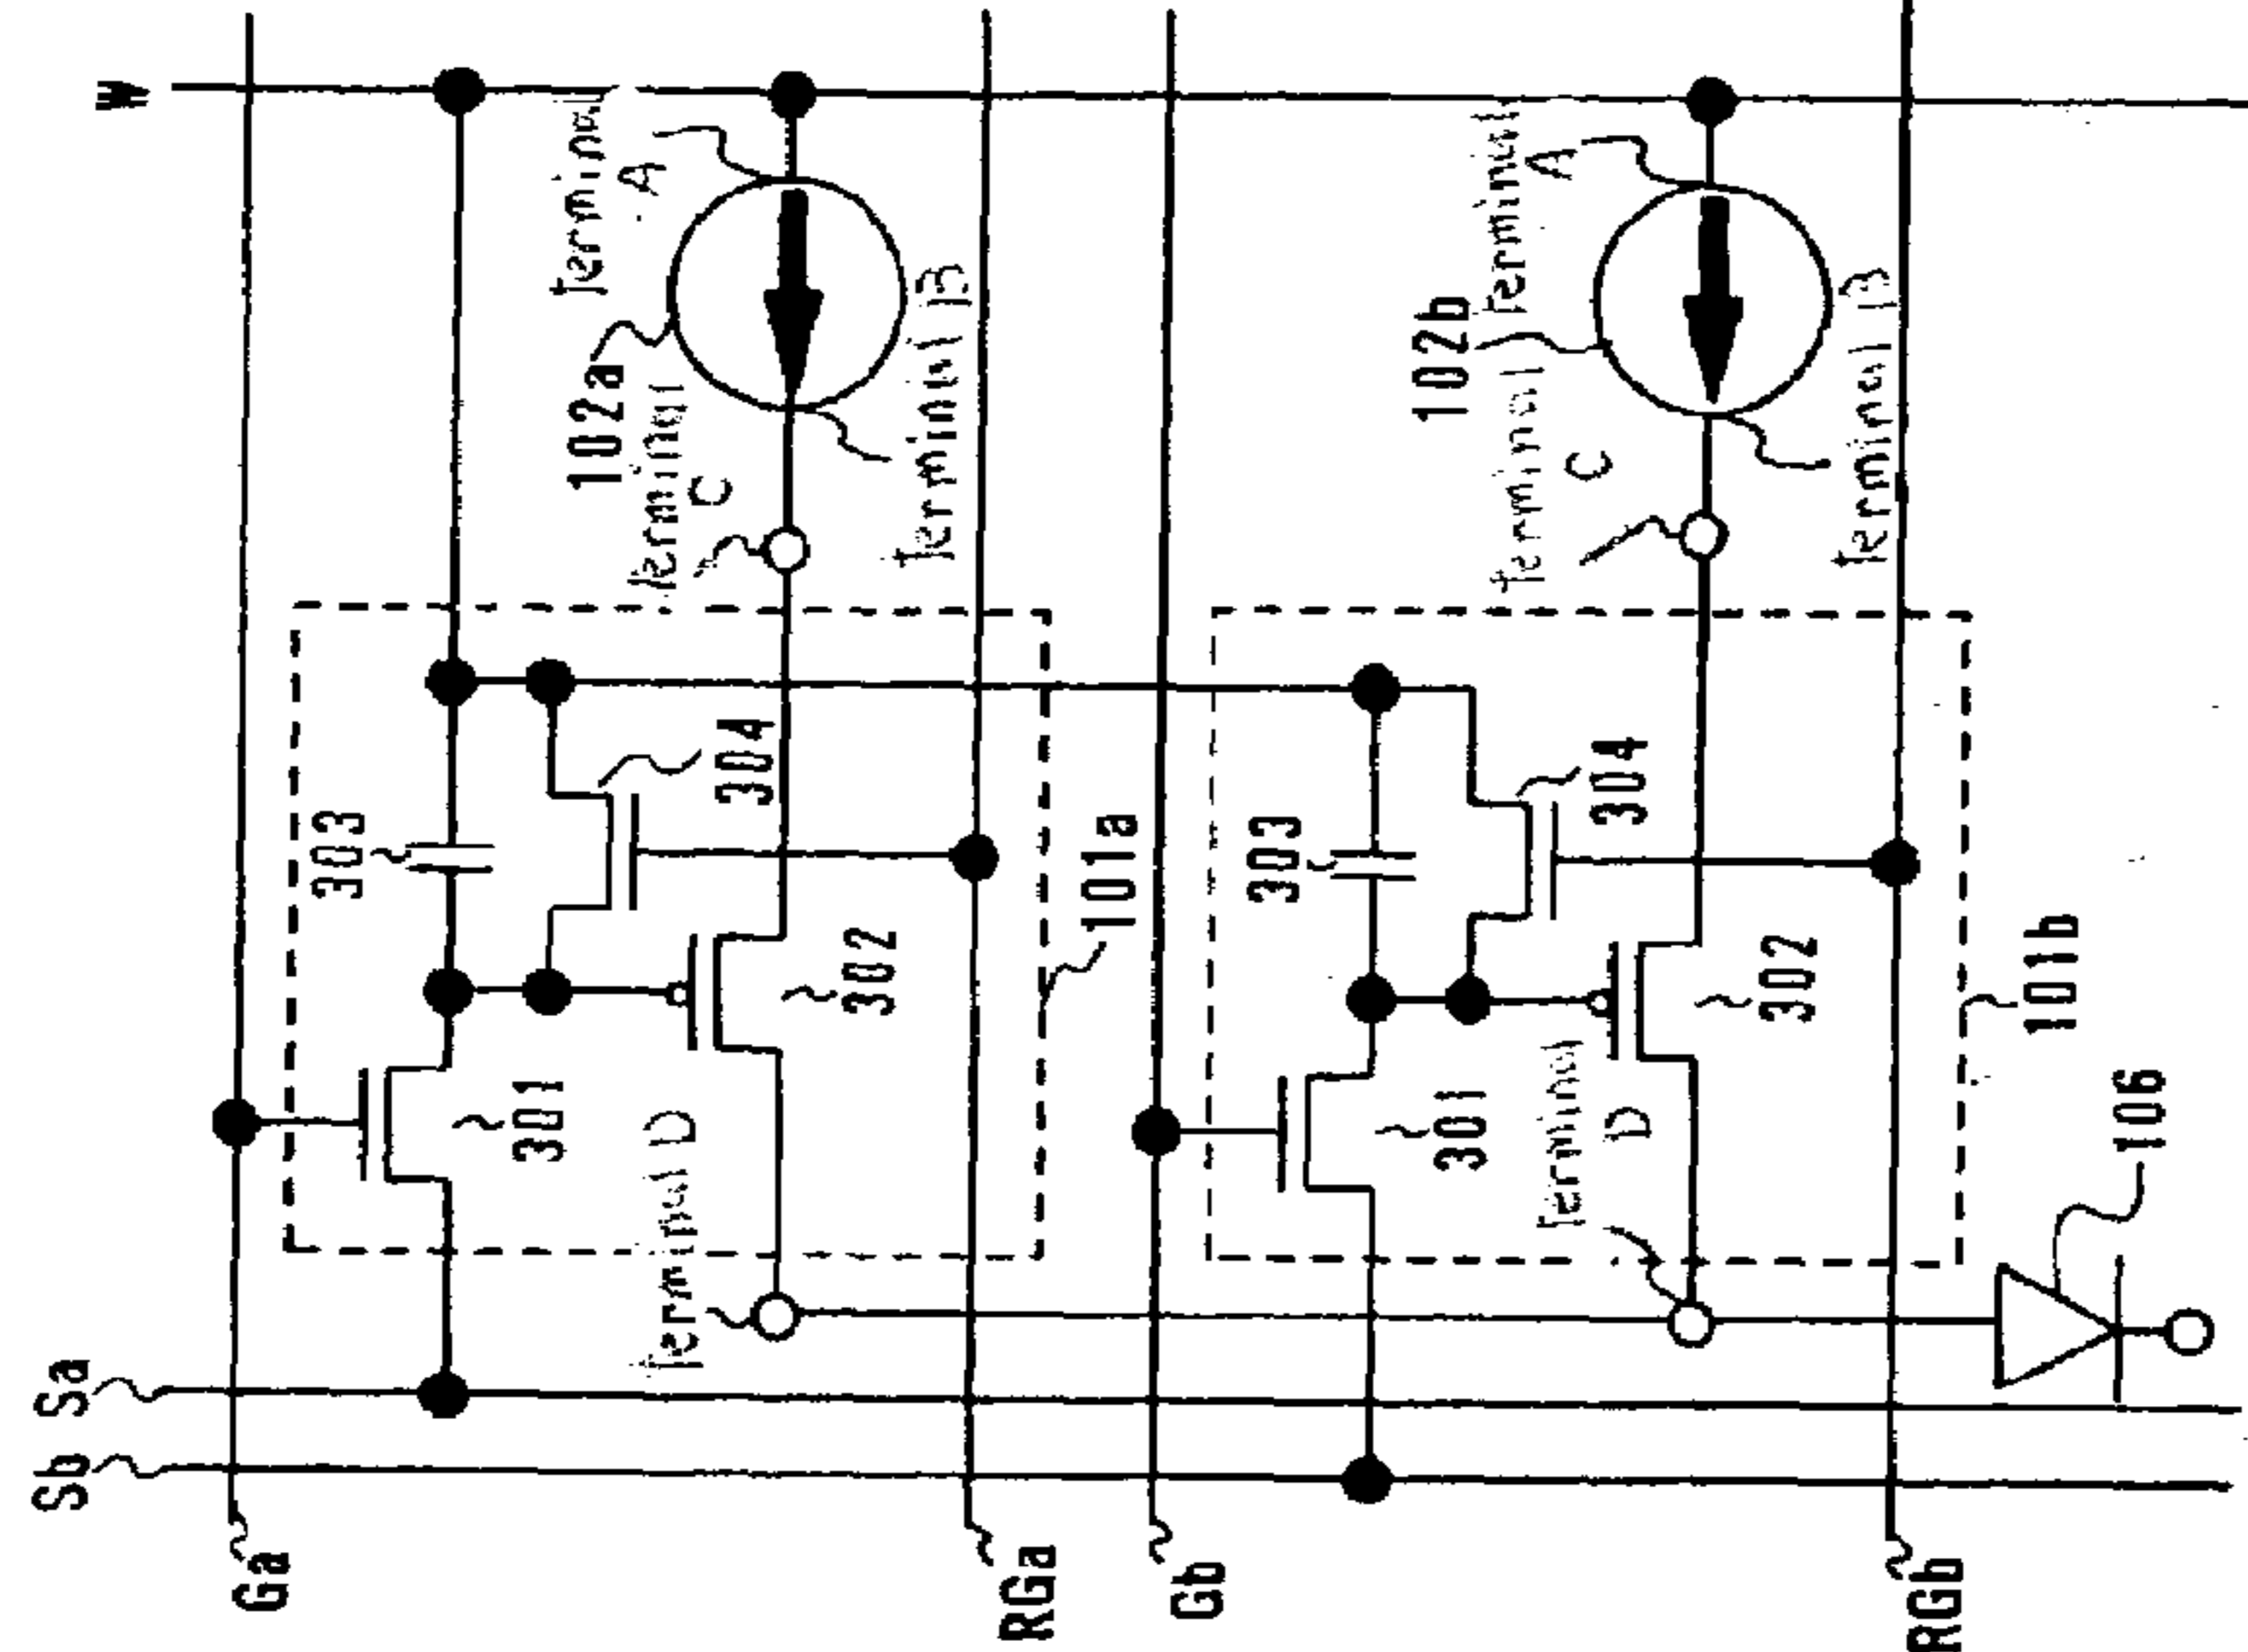 W
Sa
Sb
Ga
RGa
Gb
RGb
terminal
A
102a
terminal
C
terminal B
303
304
101a
302
301
terminal D
terminal
A
102b
terminal
C
terminal B
303
304
302
101b
301
terminal
D
106